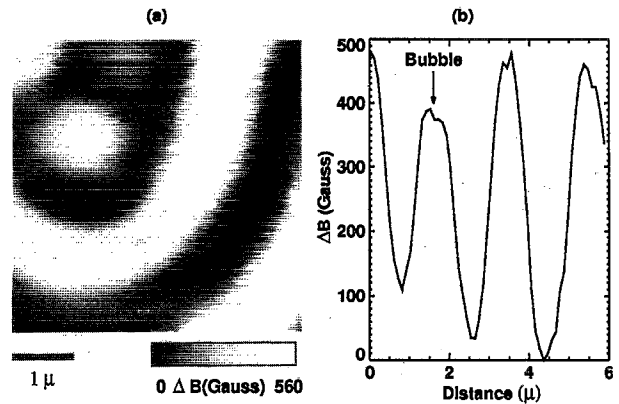 (a)
1 μ
0 Δ B(Gauss) 560
(b)
500
400
300
200
100
0
ΔB (Gauss)
Bubble
0 2 4 6
Distance (μ)